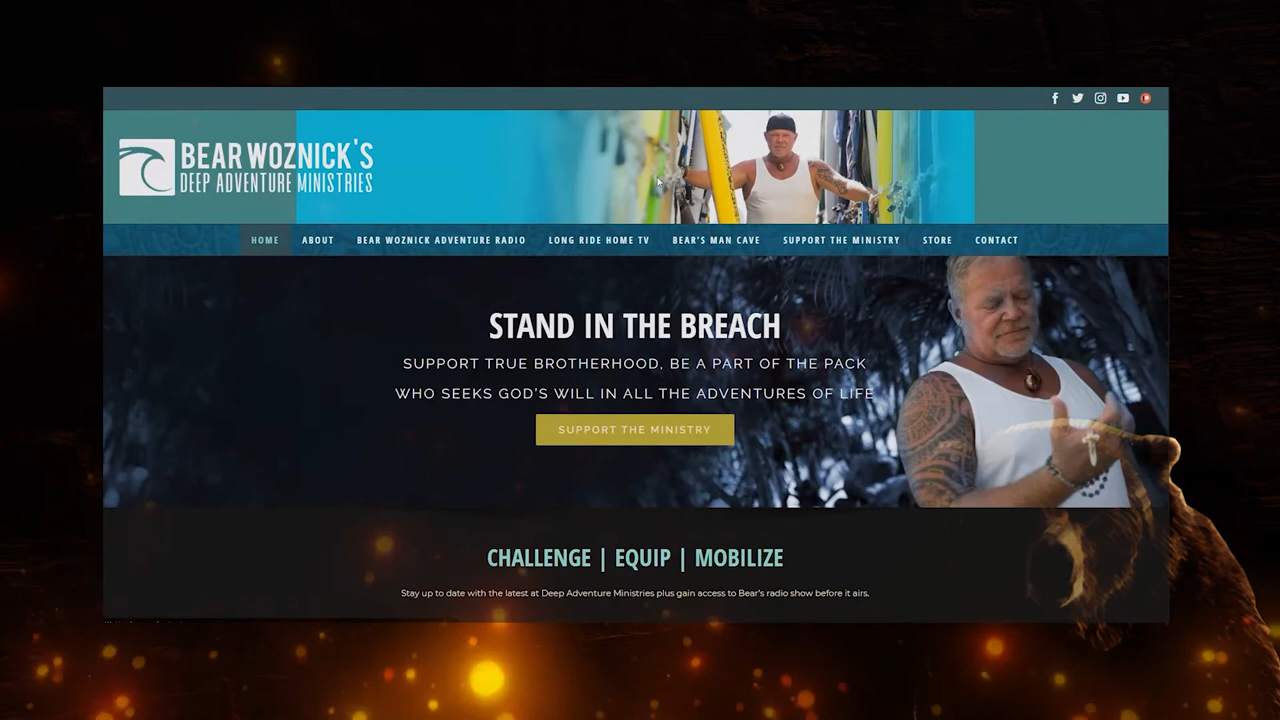 BEAR WOZNICK'S
DEEP ADVENTURE MINISTRIES
HOME ABOUT BEAR WOZNICK ADVENTURE RADIO LONG RIDE HOME TV BEAR'S MAN CAVE SUPPORT THE MINISTRY STORE CONTACT
STAND IN THE BREACH
SUPPORT TRUE BROTHERHOOD, BE A PART OF THE PACK
WHO SEEKS GOD'S WILL IN ALL THE ADVENTURES OF LIFE
SUPPORT THE MINISTRY
CHALLENGE | EQUIP | MOBILIZE
Stay up to date with the latest at Deep Adventure Ministries plus gain access to Bear's radio show before it airs.